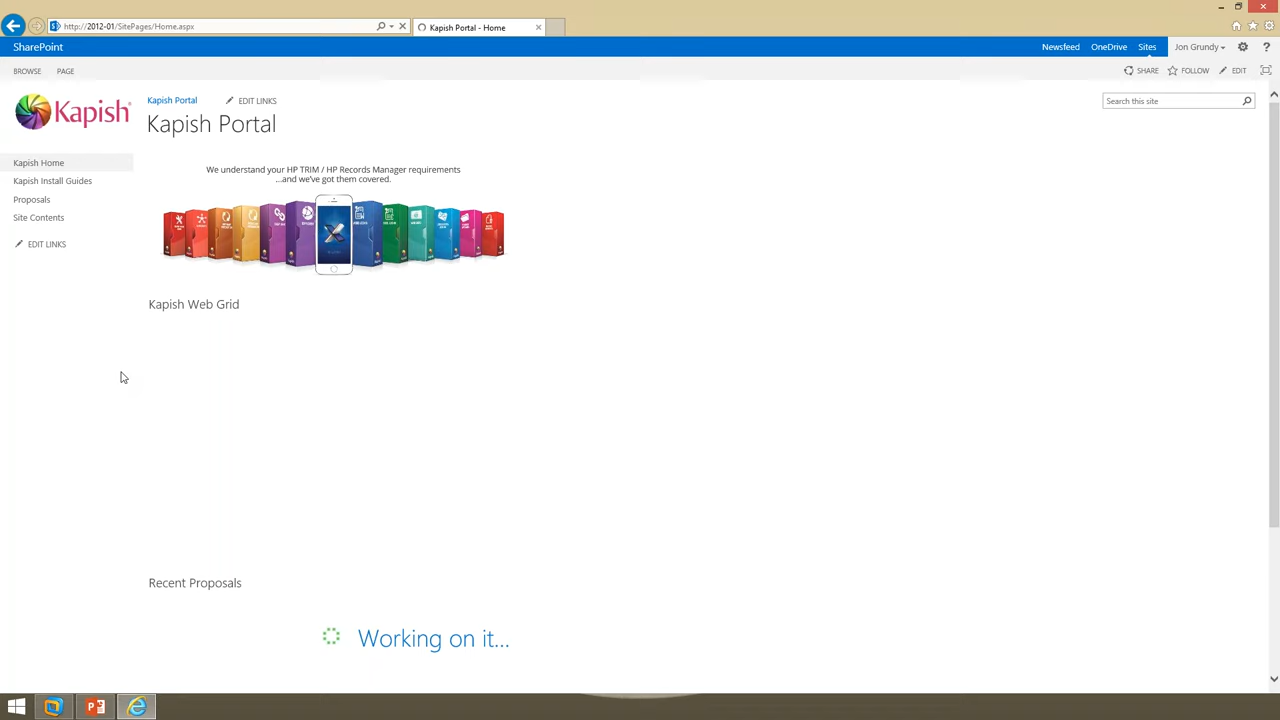 http://2012-01/SitePages/Home.aspx
Kapish Portal - Home
SharePoint
Newsfeed
OneDrive
Sites
Jon Grundy
?
BROWSE
PAGE
SHARE
FOLLOW
EDIT
Kapish
Kapish Portal
EDIT LINKS
Search this site
Kapish Portal
Kapish Home
Kapish Install Guides
Proposals
Site Contents
EDIT LINKS
We understand your HP TRIM / HP Records Manager requirements
...and we've got them covered.
Kapish Web Grid
Recent Proposals
Working on it...